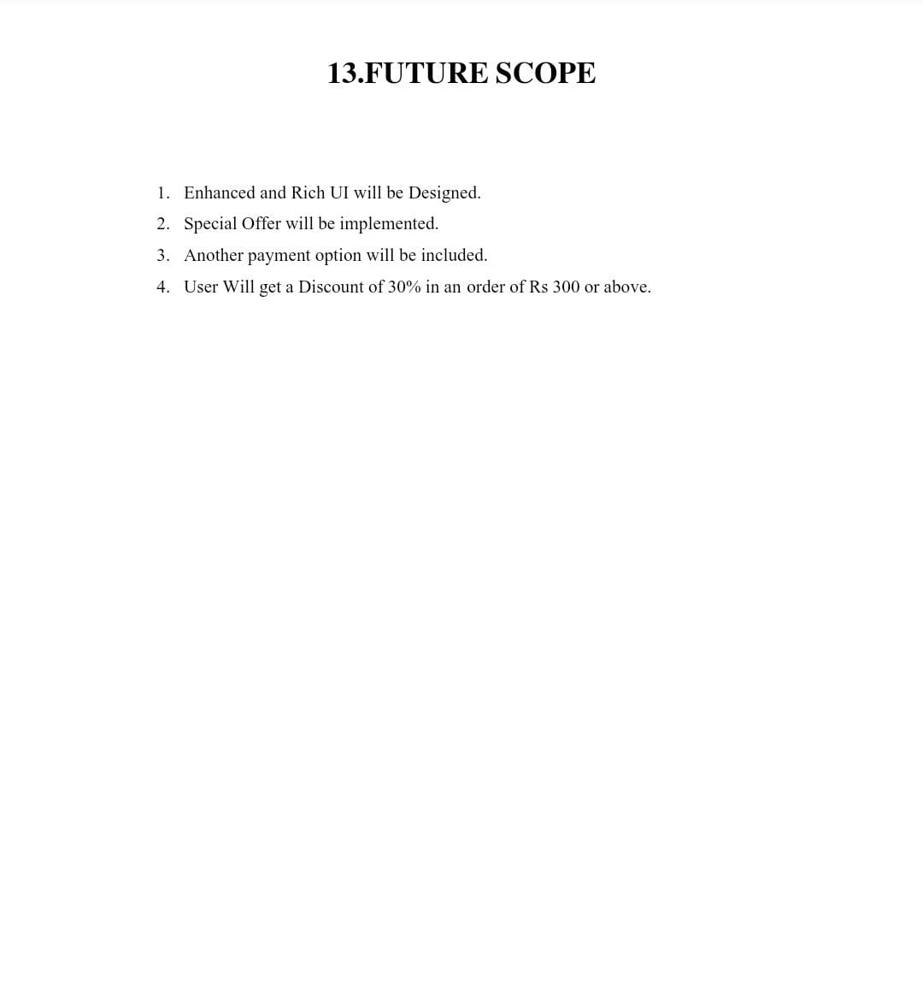 13.FUTURE SCOPE
1. Enhanced and Rich UI will be Designed.
2. Special Offer will be implemented.
3. Another payment option will be included.
4. User Will get a Discount of 30% in an order of Rs 300 or above.